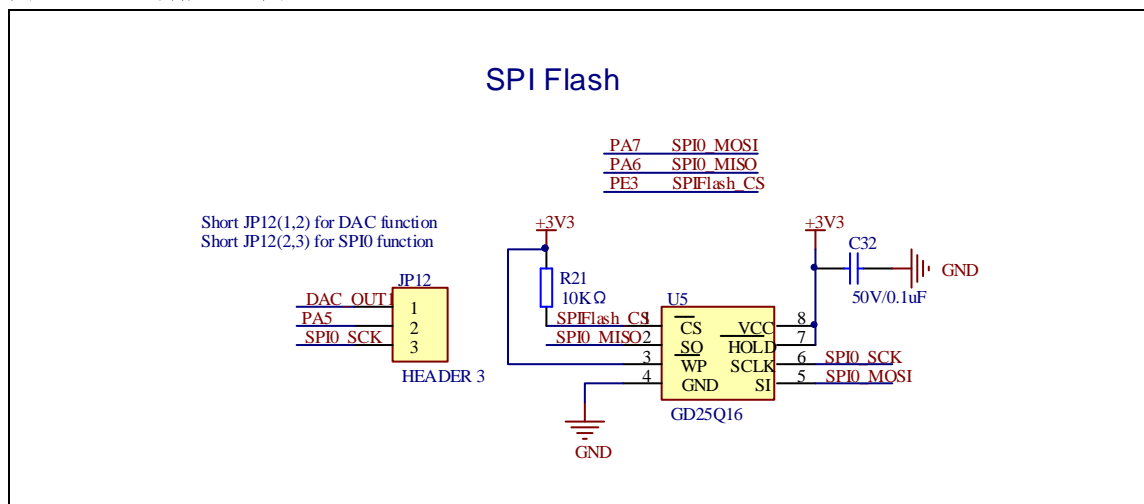 SPI Flash
PA7 SPI0_MOSI
PA6 SPI0_MISO
PE3 SPIFlash_CS
Short JP12(1,2) for DAC function
Short JP12(2,3) for SPI0 function
JP12
DAC_OUT1 1
PA5 2
SPI0_SCK 3
HEADER 3
+3V3
R21
10KΩ
+3V3
C32
50V/0.1uF
GND
U5
SPIFlash_CS 1 CS VCC 8
SPI0_MISO 2 SO HOLD 7
3 WP SCLK 6 SPI0_SCK
4 GND SI 5 SPI0_MOSI
GD25Q16
GND